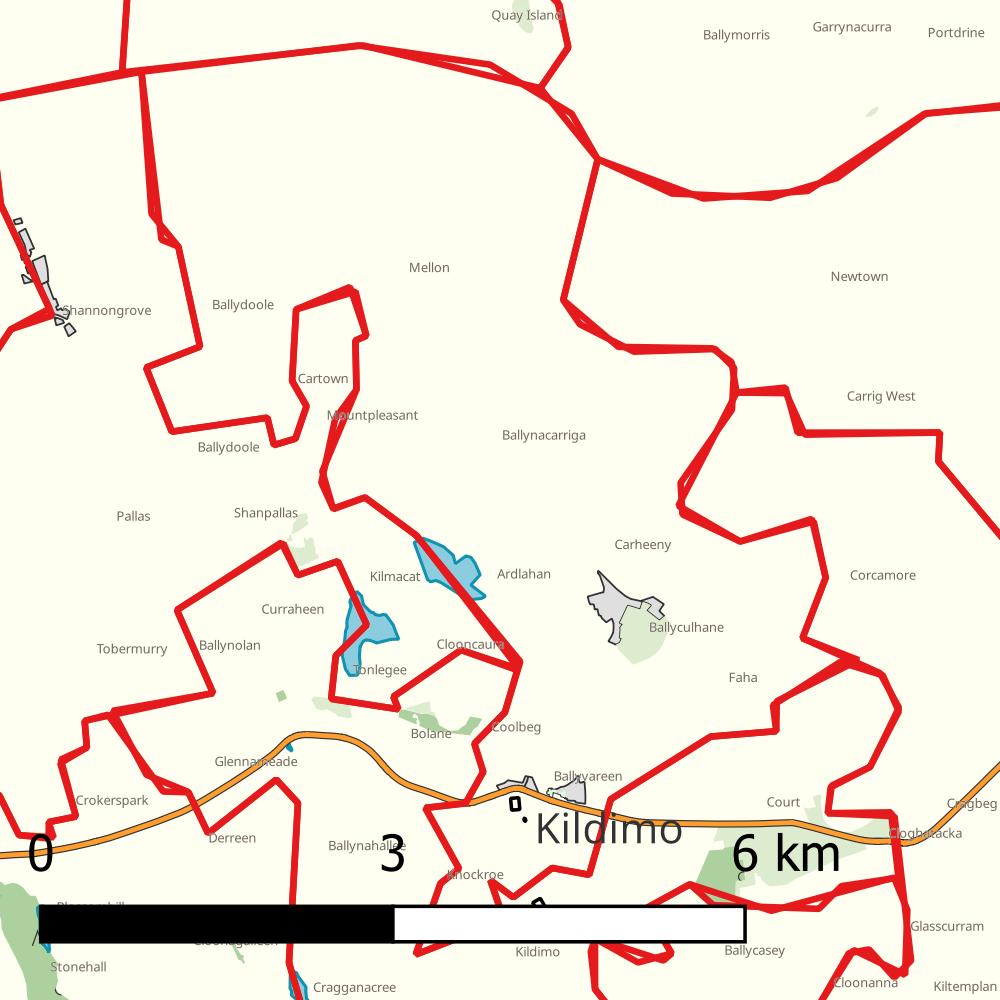 Quay Island
Garrynacurra
Portdrine
Ballymorris
Mellon
Newtown
Shannongrove
Ballydoole
Cartown
Carrig West
Mountpleasant
Ballynacarriga
Ballydoole
Pallas
Shanpallas
Carheeny
Kilmacat
Ardlahan
Corcamore
Curraheen
Ballyculhane
Tobermurry
Ballynolan
Clooncaura
Tonlegee
Faha
Coolbeg
Bolane
Glennameade
Ballyvareen
Crokerspark
Court
Cragbeg
Kildimo
Derreen
Ballynahallee
Cloghatacka
0
3
6 km
Knockroe
Glasscurram
Kildimo
Ballycasey
Stonehall
Cragganacree
Cloonanna
Kiltemplan